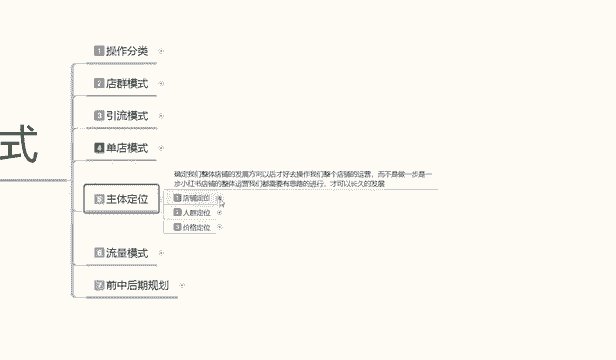 式
1 操作分类
2 店群模式
3 引流模式
4 单店模式
5 主体定位
确定我们整体店铺的发展方可以后才好去操作我们整个店铺的运营，而不是做一步是一
步小红书店铺的整体运营我们都需要有思路的进行，才可以长久的发展
1 店铺定位
2 人群定位
3 价格定位
6 流量模式
7 前中后期规划